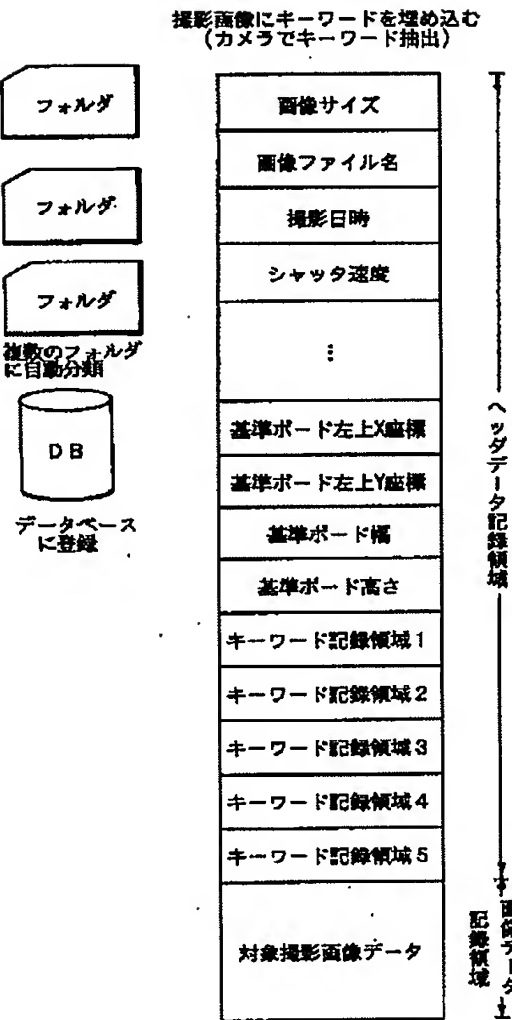 撮影画像にキーワードを埋め込む
(カメラでキーワード抽出)
フォルダ
フォルダ
フォルダ
複数のフォルダ
に自動分類
DB
データベース
に登録
画像サイズ
画像ファイル名
撮影日時
シャッタ速度
⋮
基準ボード左上X座標
基準ボード左上Y座標
基準ボード幅
基準ボード高さ
キーワード記録領域1
キーワード記録領域2
キーワード記録領域3
キーワード記録領域4
キーワード記録領域5
対象撮影画像データ
ヘッダデータ記録領域
画像データ
記録領域